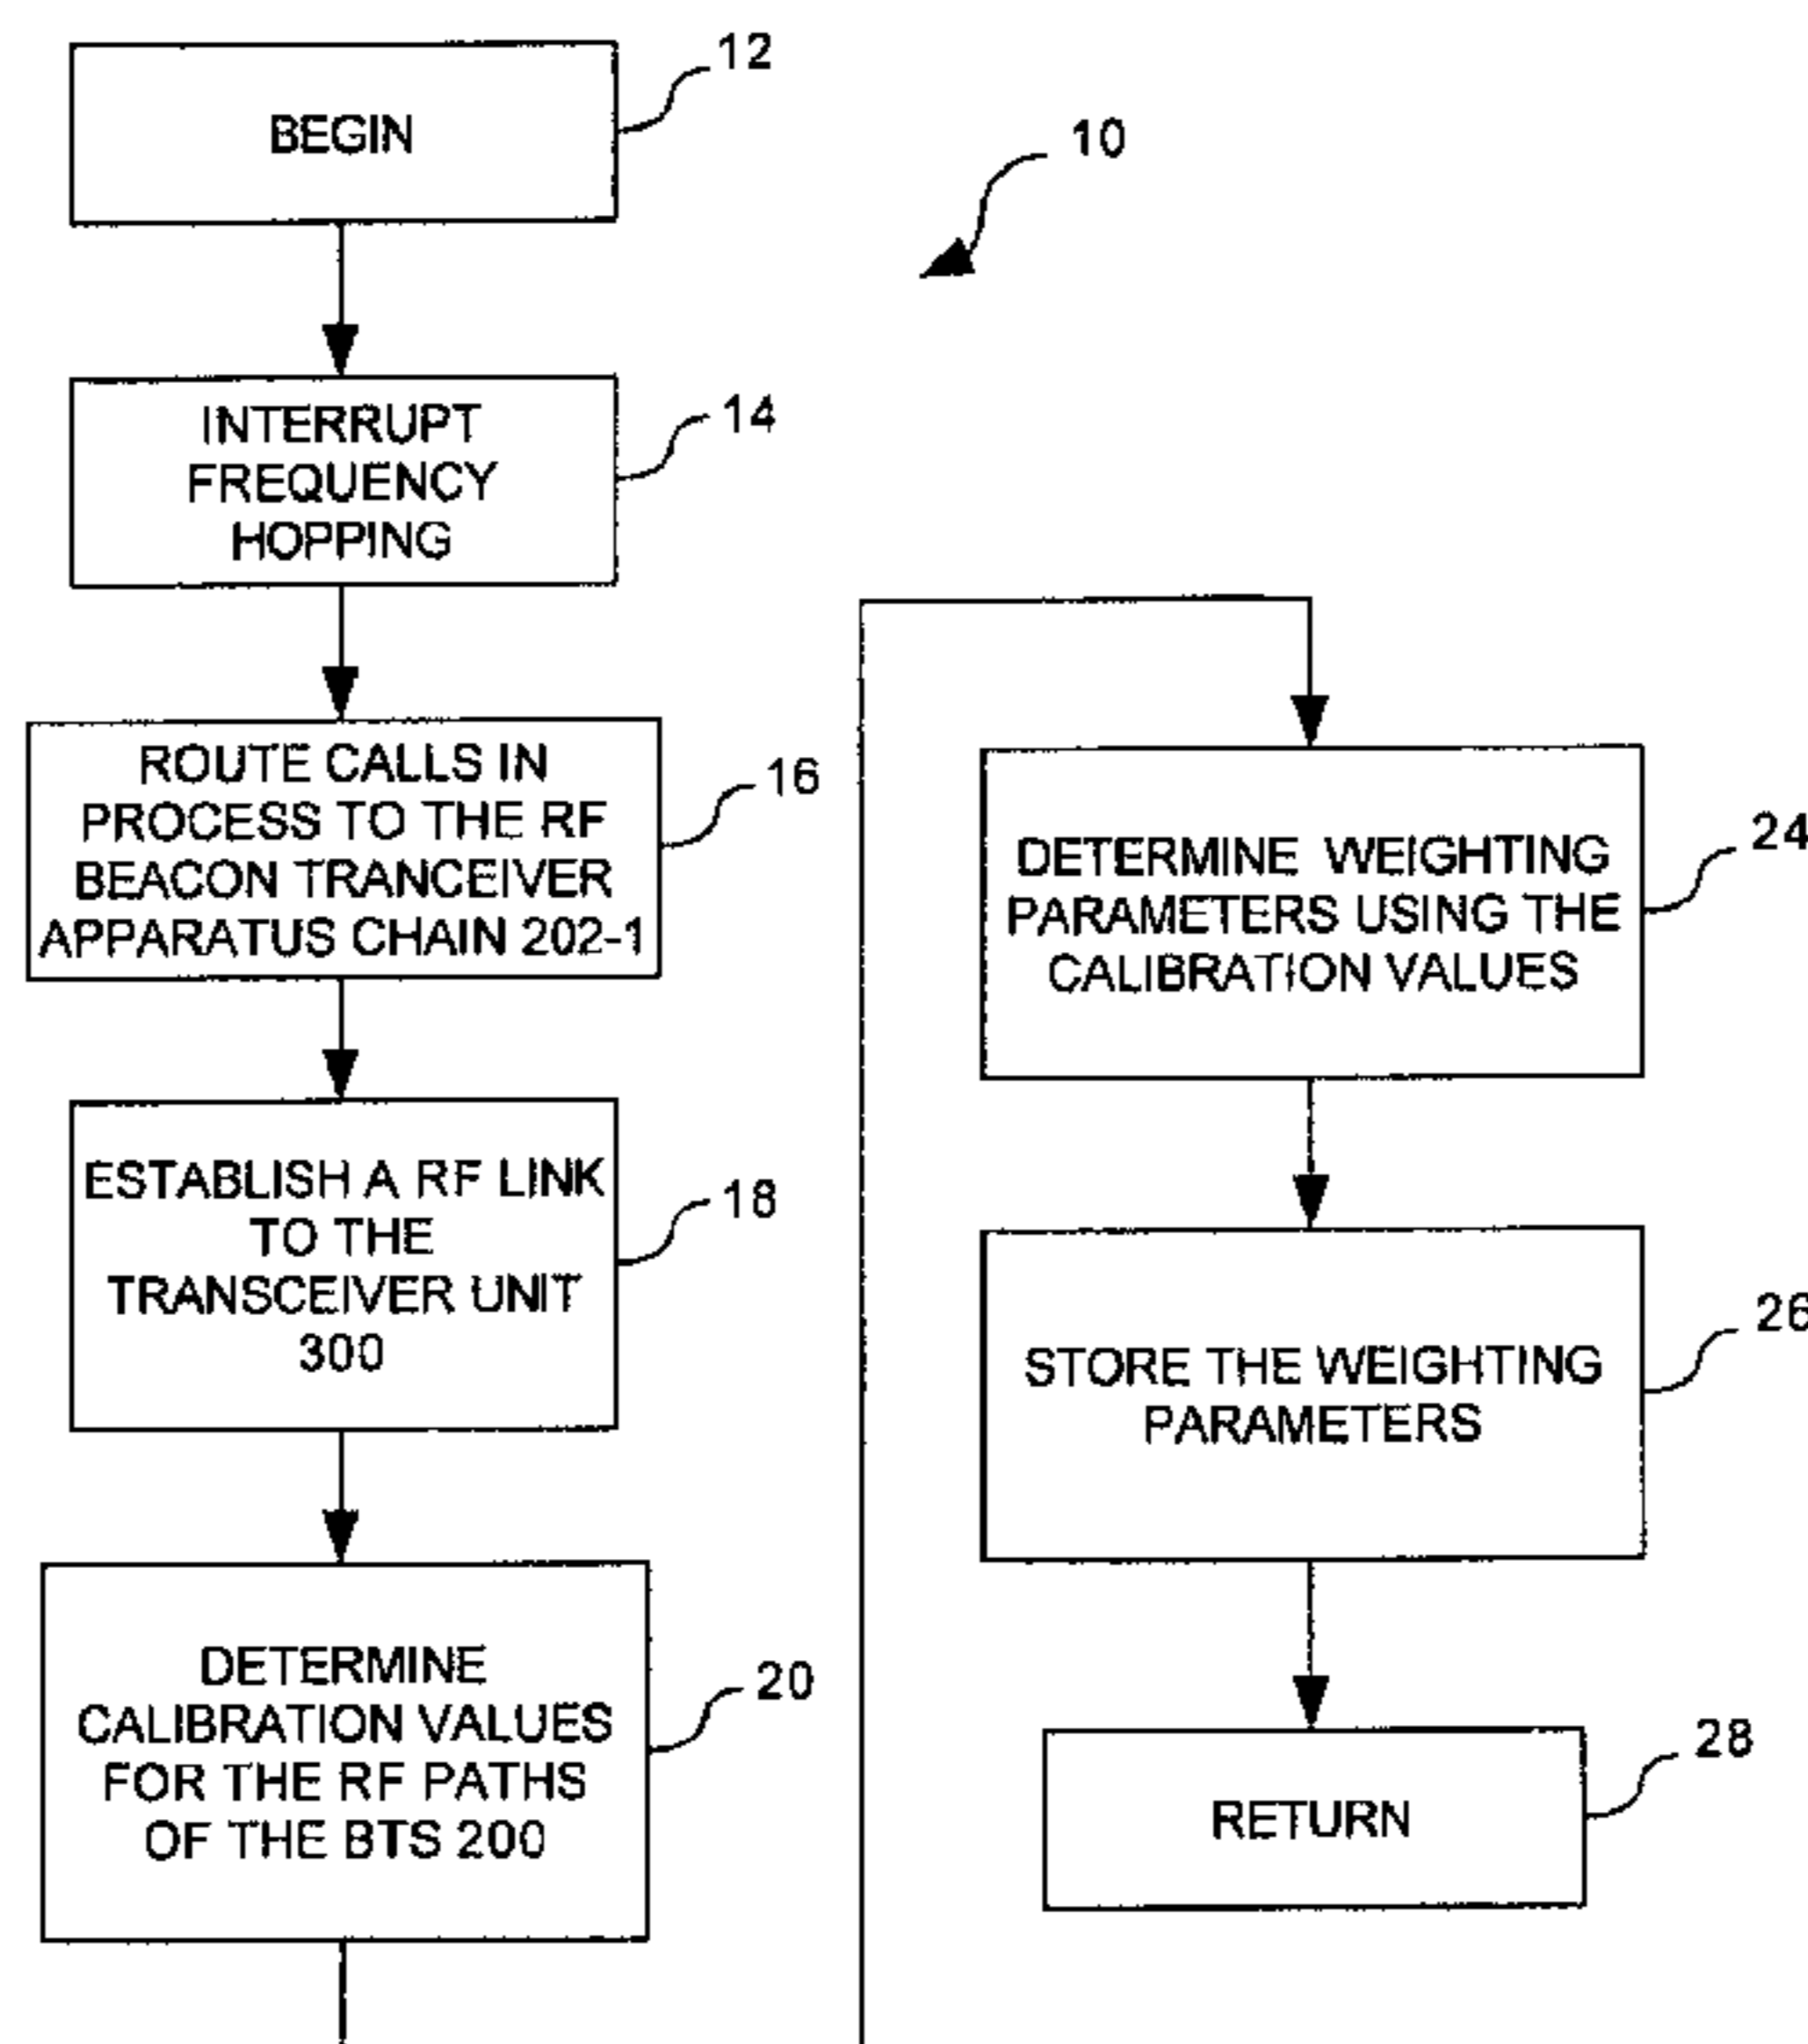 BEGIN
12
10
INTERRUPT
FREQUENCY
HOPPING
14
ROUTE CALLS IN
PROCESS TO THE RF
BEACON TRANCEIVER
APPARATUS CHAIN 202-1
16
ESTABLISH A RF LINK
TO THE
TRANSCEIVER UNIT
300
18
DETERMINE
CALIBRATION VALUES
FOR THE RF PATHS
OF THE BTS 200
20
DETERMINE WEIGHTING
PARAMETERS USING THE
CALIBRATION VALUES
24
STORE THE WEIGHTING
PARAMETERS
26
RETURN
28